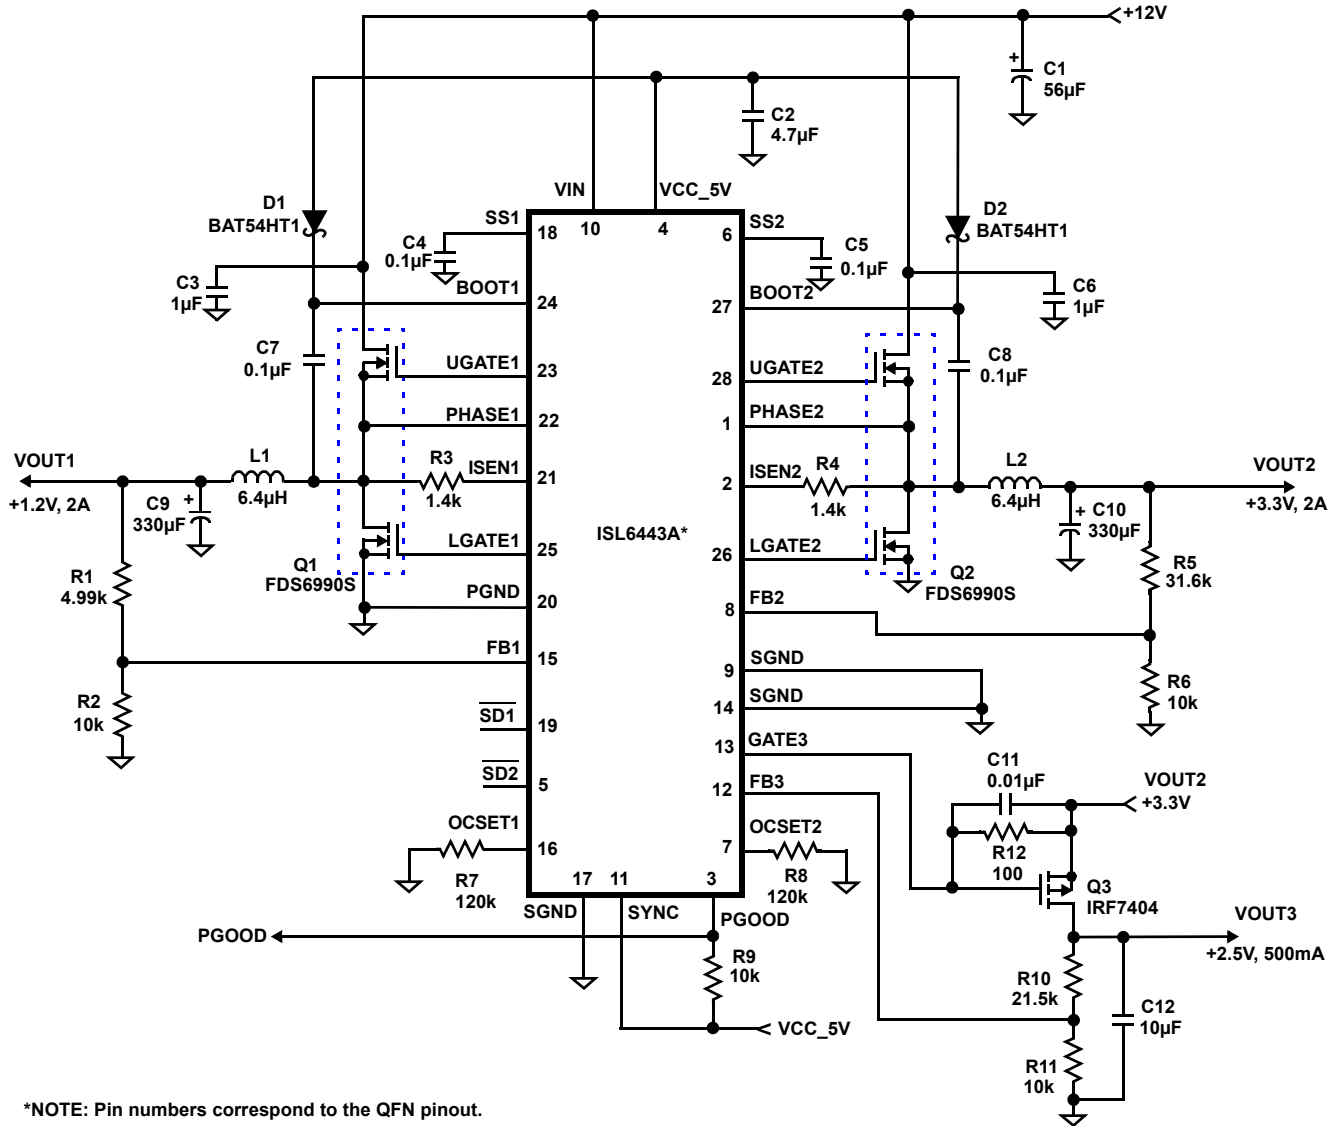 +12V
C1
56µF
C2
4.7µF
VIN
VCC_5V
D1
BAT54HT1
D2
BAT54HT1
SS1
18
10
4
6
SS2
C4
0.1µF
C5
0.1µF
C3
1µF
C6
1µF
BOOT1
24
27
BOOT2
C7
0.1µF
C8
0.1µF
UGATE1
23
28
UGATE2
PHASE1
22
1
PHASE2
VOUT1
+1.2V, 2A
C9
+
330µF
L1
6.4µH
R3
1.4k
ISEN1
21
2
ISEN2
R4
1.4k
L2
6.4µH
VOUT2
+3.3V, 2A
+
C10
330µF
ISL6443A*
LGATE1
25
26
LGATE2
Q1
FDS6990S
Q2
FDS6990S
R1
4.99k
R5
31.6k
PGND
20
8
FB2
FB1
15
9
SGND
R2
10k
R6
10k
14
SGND
SD1
19
13
GATE3
SD2
5
12
FB3
C11
0.01µF
VOUT2
+3.3V
R12
100
OCSET1
16
7
OCSET2
R7
120k
R8
120k
Q3
IRF7404
17
11
3
SGND
SYNC
PGOOD
PGOOD
VOUT3
+2.5V, 500mA
R9
10k
R10
21.5k
C12
10µF
VCC_5V
R11
10k
+
*NOTE: Pin numbers correspond to the QFN pinout.